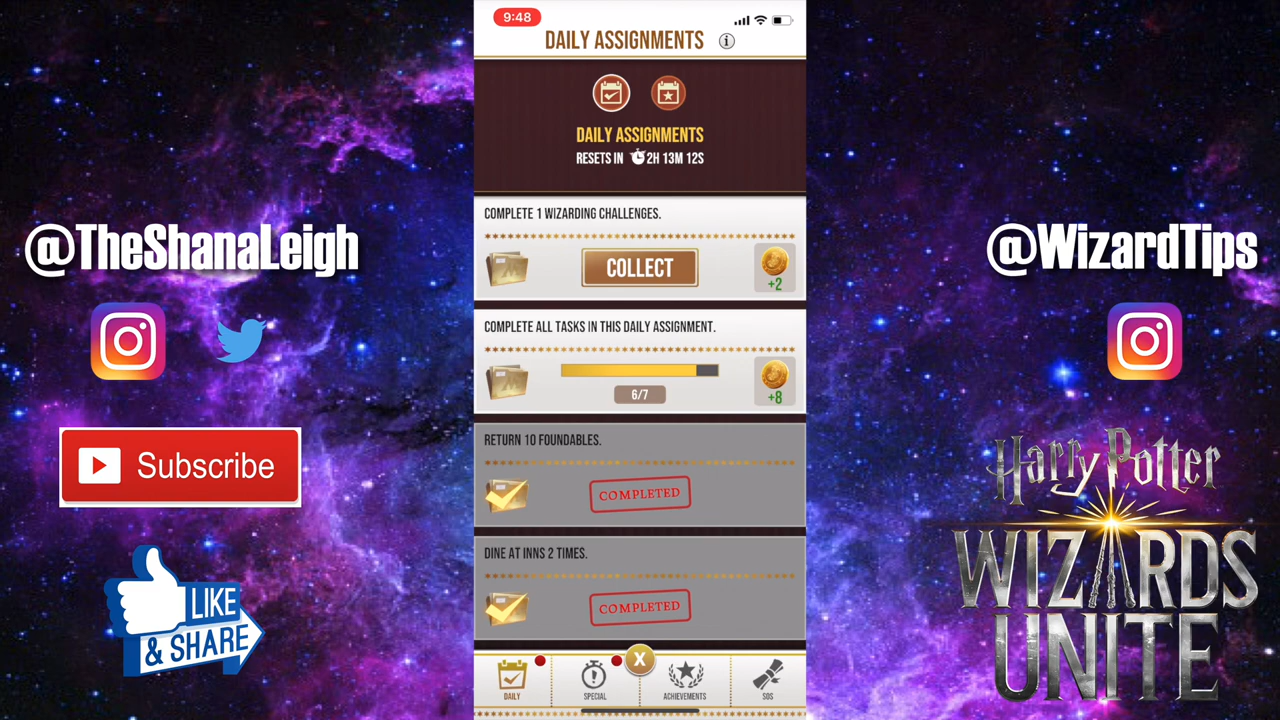 9:48
DAILY ASSIGNMENTS
DAILY ASSIGNMENTS
RESETS IN 2H 13M 12S
COMPLETE 1 WIZARDING CHALLENGES.
COLLECT
+2
COMPLETE ALL TASKS IN THIS DAILY ASSIGNMENT.
6/7
+8
RETURN 10 FOUNDABLES.
COMPLETED
DINE AT INNS 2 TIMES.
COMPLETED
X
DAILY
SPECIAL
ACHIEVEMENTS
SOS
@TheShanaLeigh
Subscribe
LIKE
& SHARE
@WizardTips
Harry Potter
WIZARDS
UNITE